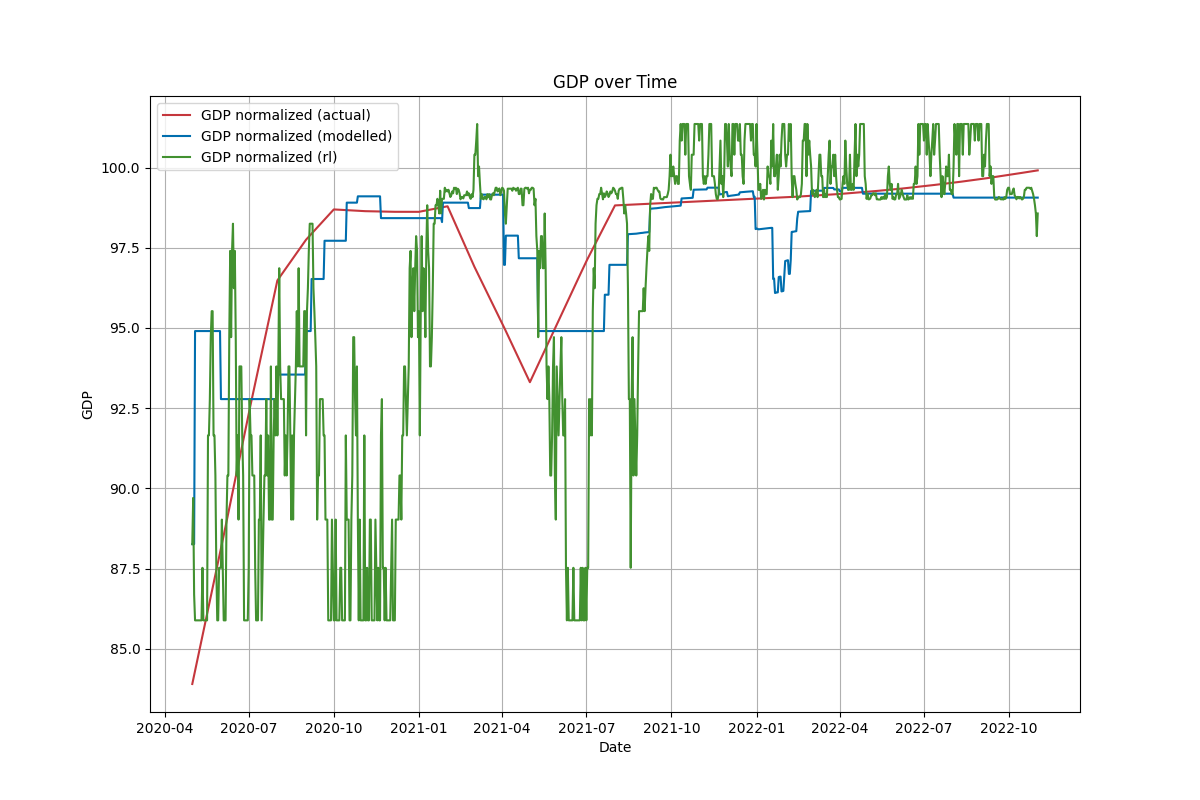 GDP over Time
GDP normalized (actual)
GDP normalized (modelled)
GDP normalized (rl)
GDP
100.0
97.5
95.0
92.5
90.0
87.5
85.0
2020-04 2020-07 2020-10 2021-01 2021-04 2021-07 2021-10 2022-01 2022-04 2022-07 2022-10
Date